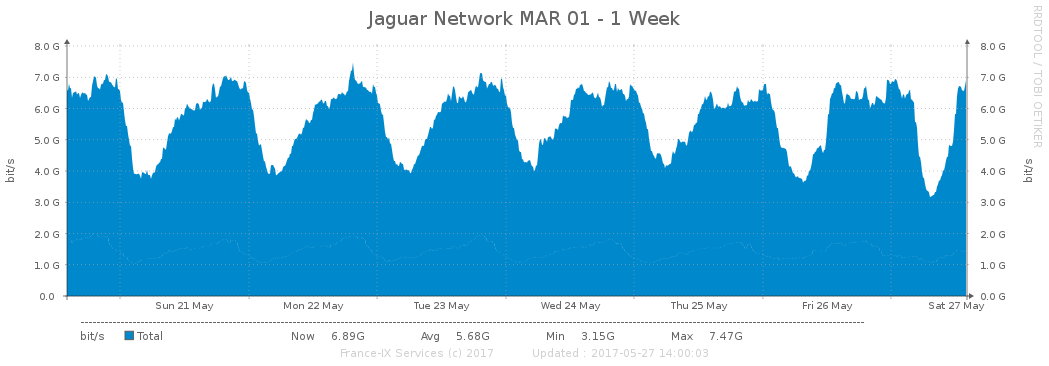 Jaguar Network MAR 01 - 1 Week
RRDTOOL / TOBI OETIKER
bit/s
8.0 G 8.0 G
7.0 G 7.0 G
6.0 G 6.0 G
5.0 G 5.0 G
4.0 G 4.0 G
3.0 G 3.0 G
2.0 G 2.0 G
1.0 G 1.0 G
0.0 0.0 G
bit/s
Sun 21 May Mon 22 May Tue 23 May Wed 24 May Thu 25 May Fri 26 May Sat 27 May
bit/s Total Now 6.89G Avg 5.68G Min 3.15G Max 7.47G
France-IX Services (c) 2017 Updated : 2017-05-27 14:00:03